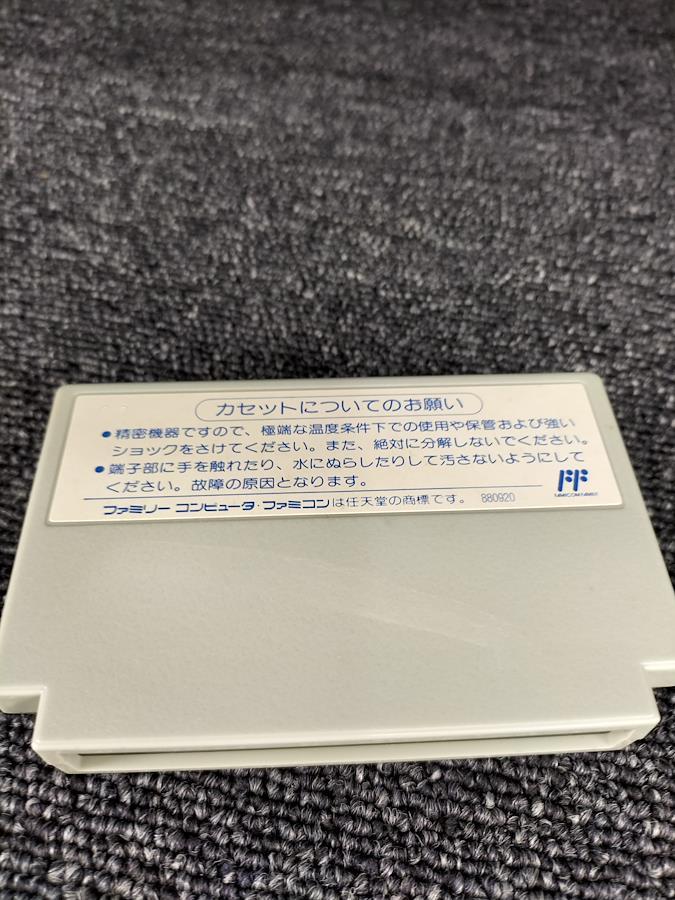 カセットについてのお願い
●精密機器ですので、極端な温度条件下での使用や保管および強い
ショックをさけてください。また、絶対に分解しないでください。
●端子部に手を触れたり、水にぬらしたりして汚さないようにして
ください。故障の原因となります。
FAMICOM FAMILY
ファミリー コンピュータ・ファミコンは任天堂の商標です。 880920